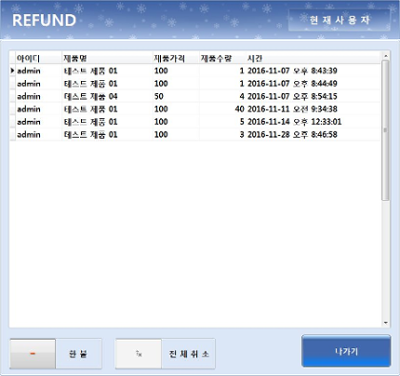 REFUND
현 재 사 용 자
아이디 제품명 제품가격 제품수량 시간
admin 테스트 제품 01 100 1 2016-11-07 오후 8:43:39
admin 테스트 제품 01 100 1 2016-11-07 오후 8:44:49
admin 테스트 제품 04 50 4 2016-11-07 오후 8:54:15
admin 테스트 제품 01 100 40 2016-11-11 오전 9:34:38
admin 테스트 제품 01 100 5 2016-11-14 오후 12:33:01
admin 테스트 제품 01 100 3 2016-11-28 오후 8:46:58
환 불
전 체 취 소
나가기